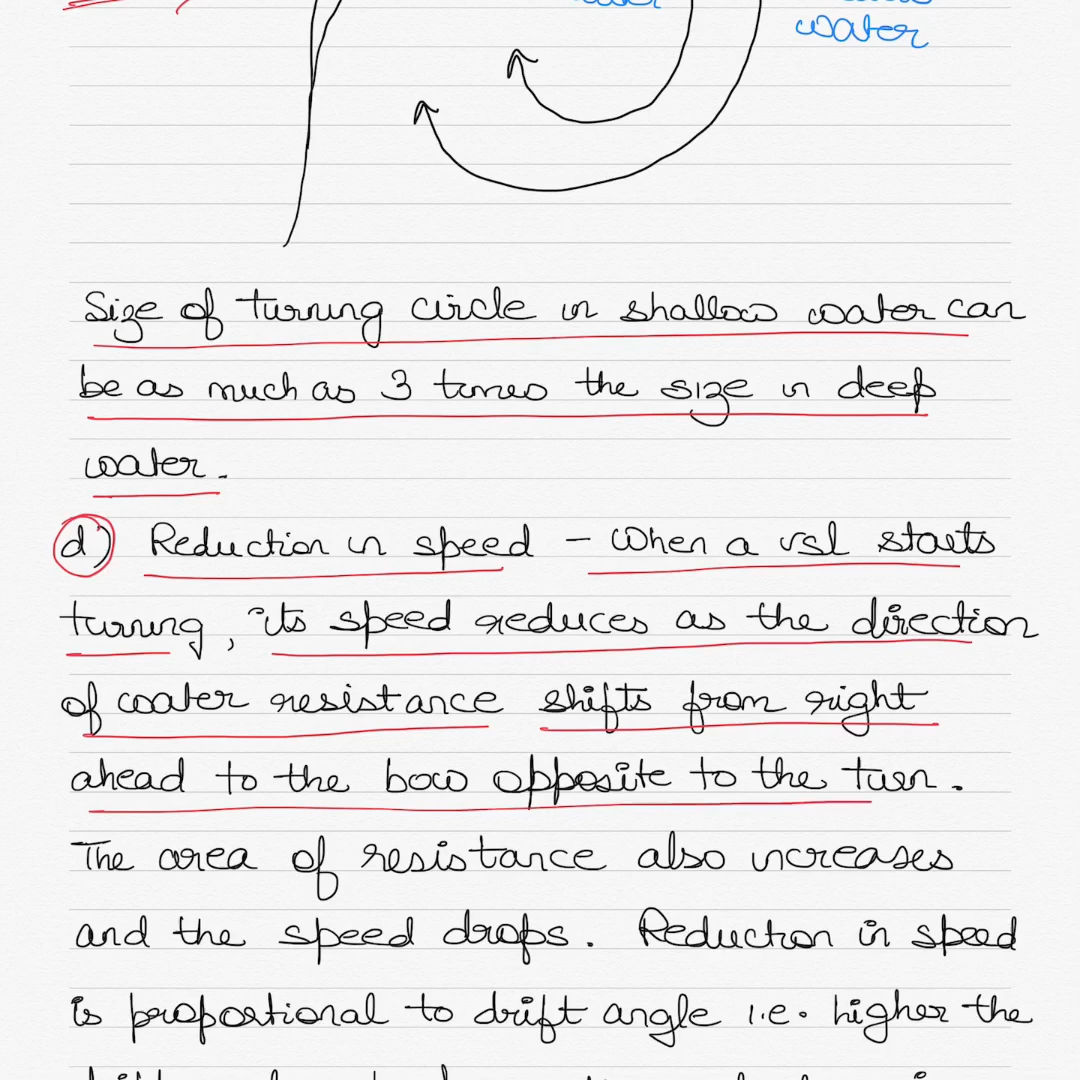 water
Size of turning circle in shallow water can
be as much as 3 times the size in deep
water.
d) Reduction in speed – When a vsl starts
turning, its speed reduces as the direction
of water resistance shifts from right
ahead to the bow opposite to the turn.
The area of resistance also increases
and the speed drops. Reduction in speed
is proportional to drift angle i.e. higher the